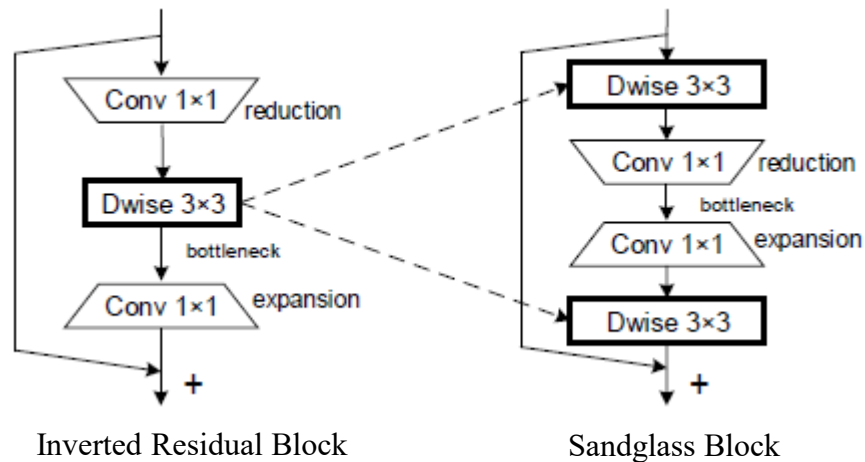 Conv 1×1
reduction
Dwise 3×3
bottleneck
Conv 1×1
expansion
+
Inverted Residual Block
Dwise 3×3
Conv 1×1
reduction
bottleneck
Conv 1×1
expansion
Dwise 3×3
+
Sandglass Block